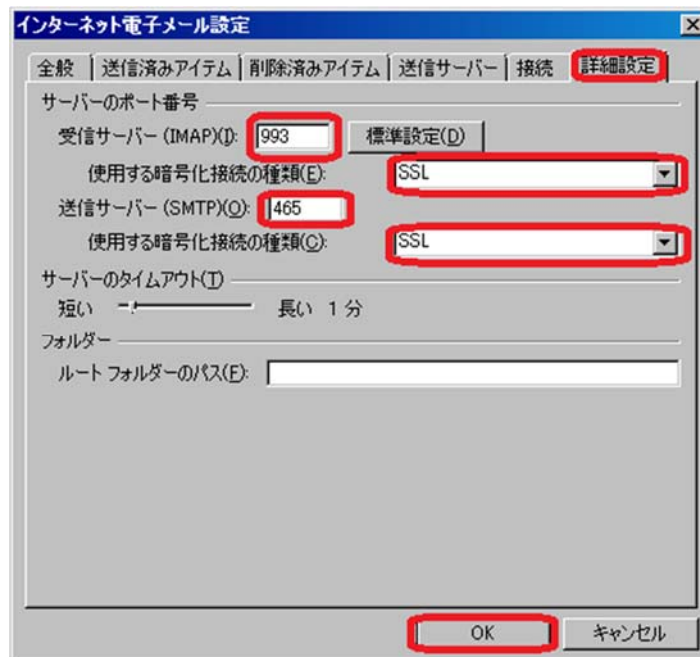 インターネット電子メール設定
全般 送信済みアイテム 削除済みアイテム 送信サーバー 接続 詳細設定
サーバーのポート番号
受信サーバー (IMAP)(I): 993 標準設定(D)
使用する暗号化接続の種類(E): SSL
送信サーバー (SMTP)(O): 465
使用する暗号化接続の種類(C): SSL
サーバーのタイムアウト(T)
短い 長い 1 分
フォルダー
ルート フォルダーのパス(F):
OK キャンセル